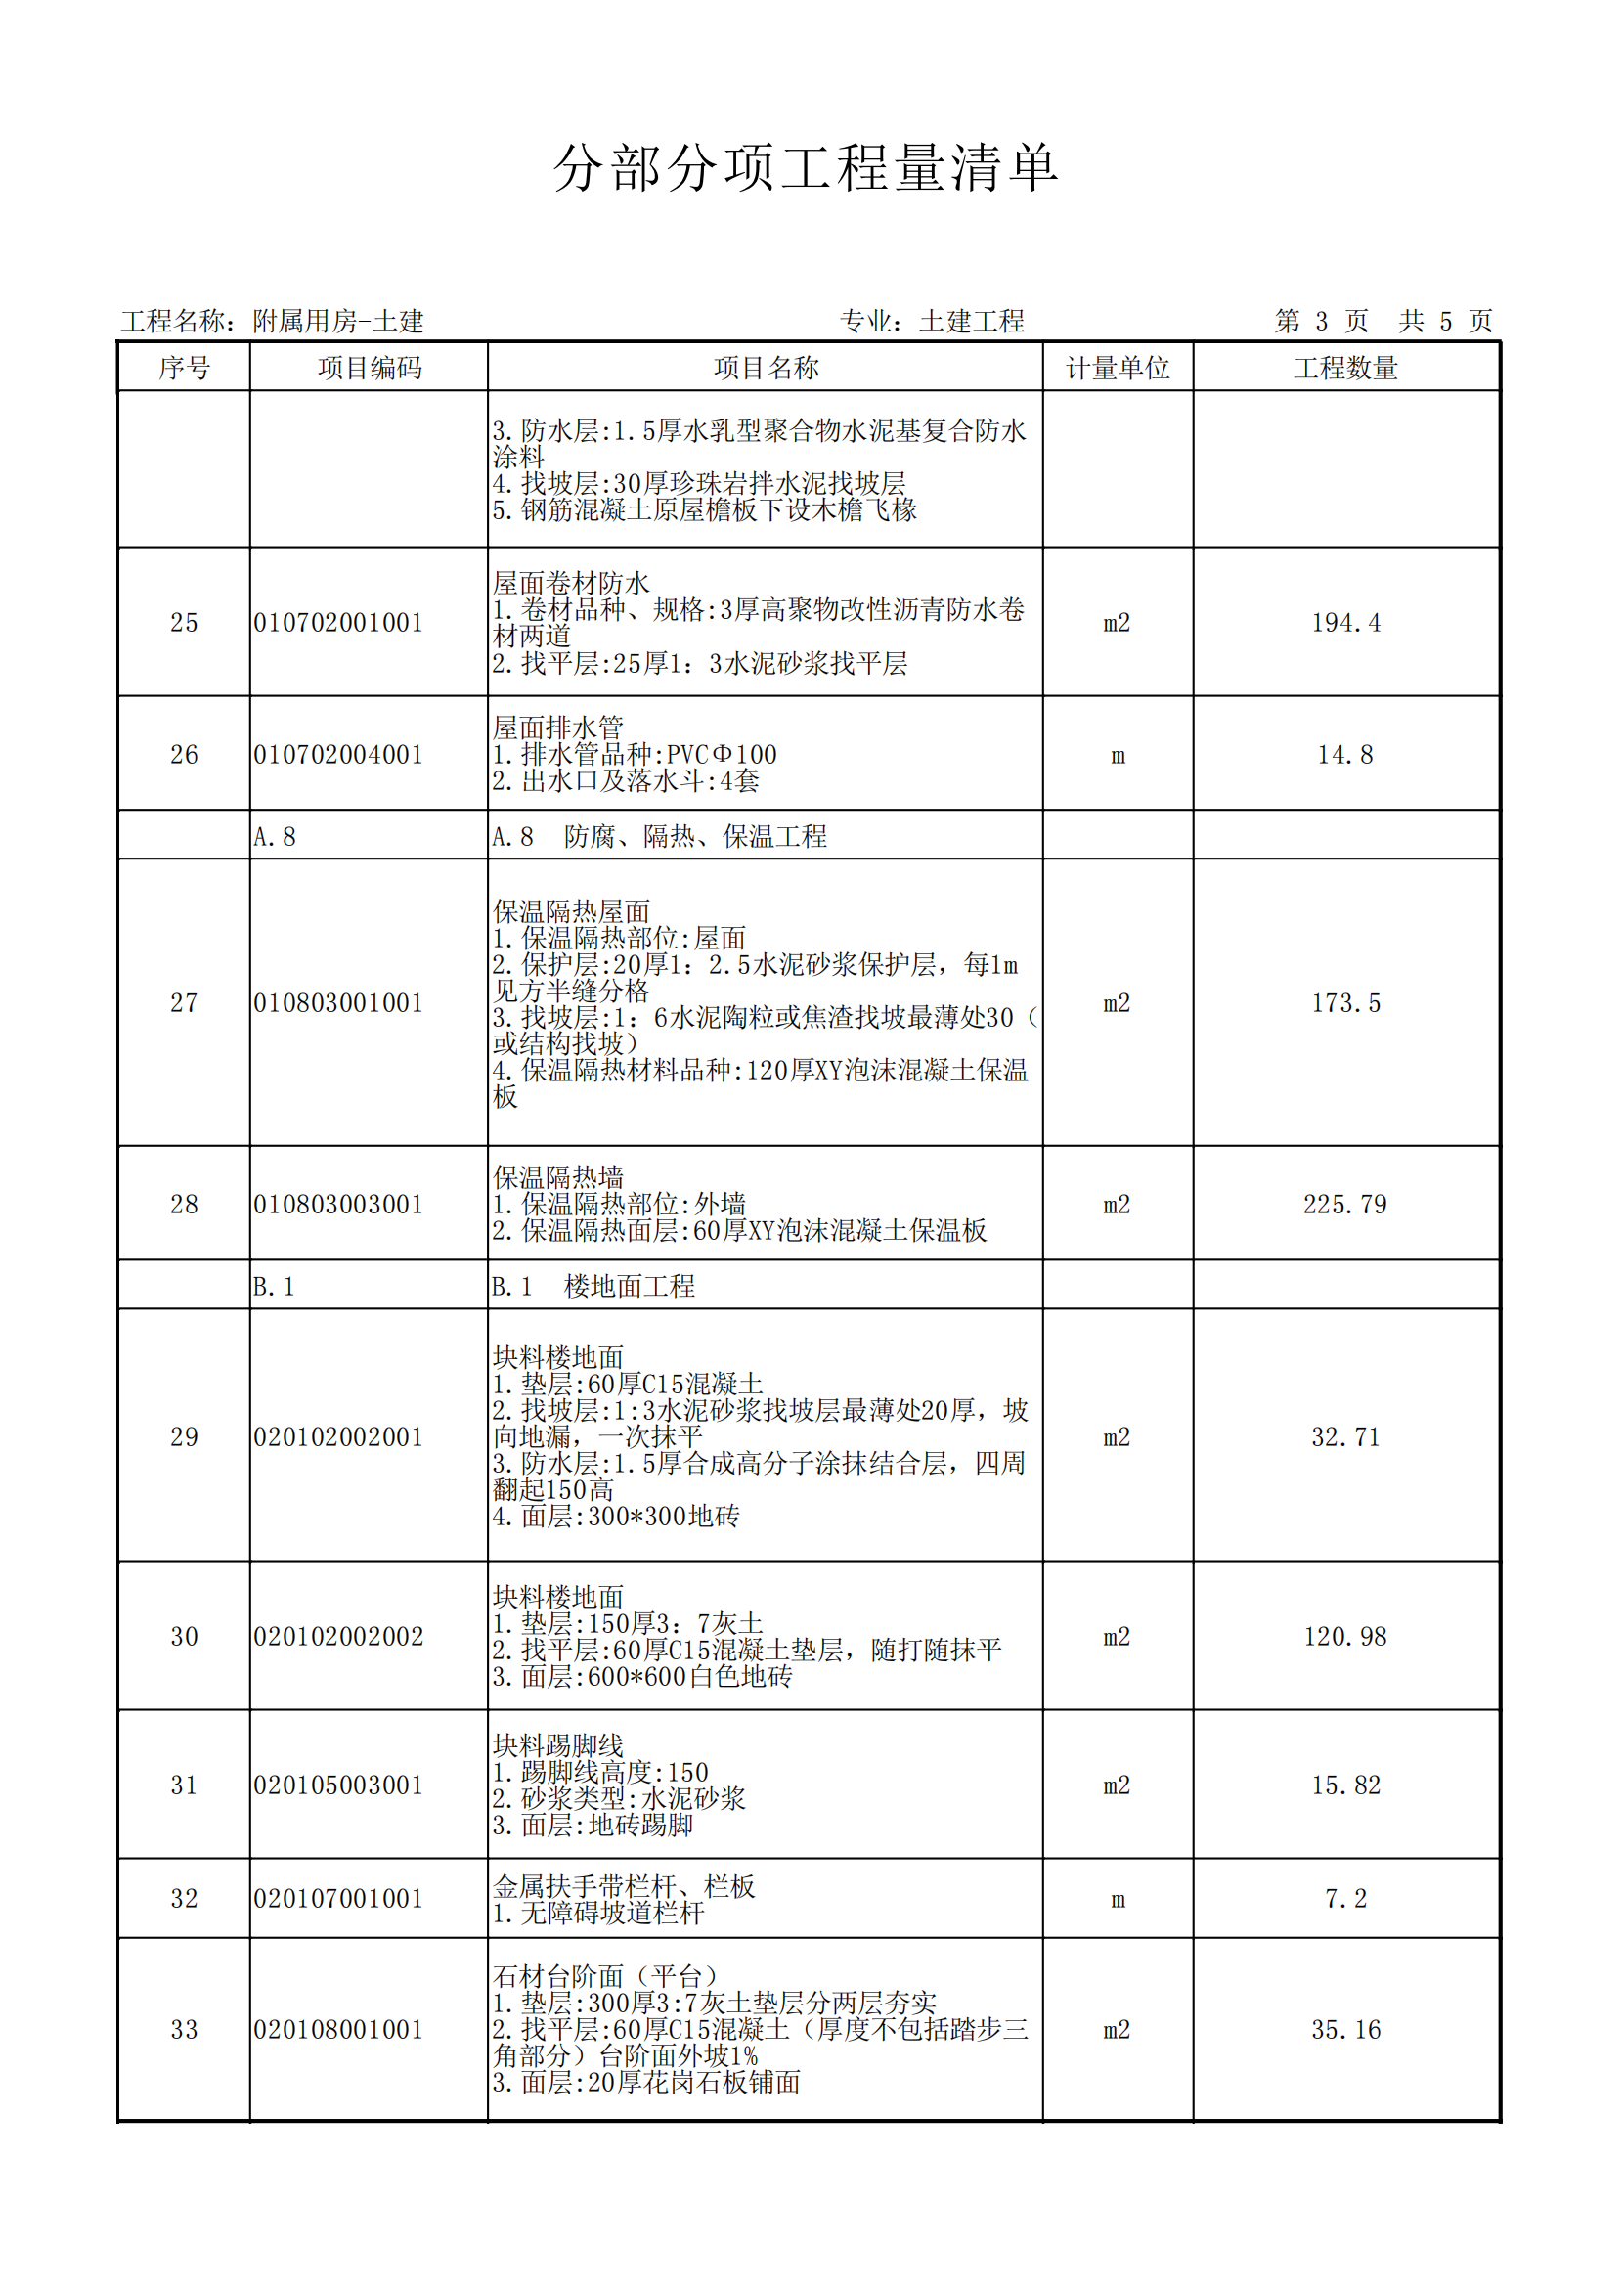 分部分项工程量清单
工程名称：附属用房-土建 专业：土建工程 第 3 页 共 5 页
序号 项目编码 项目名称 计量单位 工程数量
3.防水层:1.5厚水乳型聚合物水泥基复合防水
涂料
4.找坡层:30厚珍珠岩拌水泥找坡层
5.钢筋混凝土原屋檐板下设木檐飞椽
屋面卷材防水
1.卷材品种、规格:3厚高聚物改性沥青防水卷
25 010702001001 m2 194.4
材两道
2.找平层:25厚1：3水泥砂浆找平层
屋面排水管
26 010702004001 1.排水管品种:PVCΦ100 m 14.8
2.出水口及落水斗:4套
A.8 A.8 防腐、隔热、保温工程
保温隔热屋面
1.保温隔热部位:屋面
2.保护层:20厚1：2.5水泥砂浆保护层，每1m
见方半缝分格
27 010803001001 m2 173.5
3.找坡层:1：6水泥陶粒或焦渣找坡最薄处30（
或结构找坡）
4.保温隔热材料品种:120厚XY泡沫混凝土保温
板
保温隔热墙
28 010803003001 1.保温隔热部位:外墙 m2 225.79
2.保温隔热面层:60厚XY泡沫混凝土保温板
B.1 B.1 楼地面工程
块料楼地面
1.垫层:60厚C15混凝土
2.找坡层:1:3水泥砂浆找坡层最薄处20厚，坡
29 020102002001 向地漏，一次抹平 m2 32.71
3.防水层:1.5厚合成高分子涂抹结合层，四周
翻起150高
4.面层:300*300地砖
块料楼地面
1.垫层:150厚3：7灰土
30 020102002002 m2 120.98
2.找平层:60厚C15混凝土垫层，随打随抹平
3.面层:600*600白色地砖
块料踢脚线
1.踢脚线高度:150
31 020105003001 m2 15.82
2.砂浆类型:水泥砂浆
3.面层:地砖踢脚
金属扶手带栏杆、栏板
32 020107001001 m 7.2
1.无障碍坡道栏杆
石材台阶面（平台）
1.垫层:300厚3:7灰土垫层分两层夯实
33 020108001001 2.找平层:60厚C15混凝土（厚度不包括踏步三 m2 35.16
角部分）台阶面外坡1%
3.面层:20厚花岗石板铺面